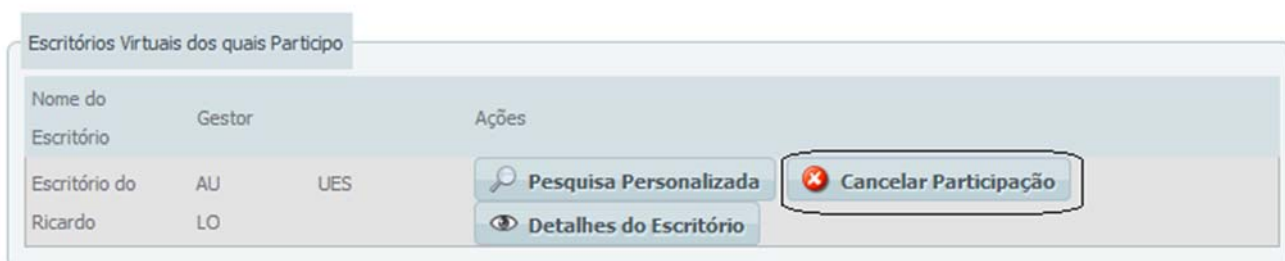 Escritórios Virtuais dos quais Participo
Nome do
Escritório
Gestor
Ações
Escritório do
Ricardo
AU UES
LO
Pesquisa Personalizada
Cancelar Participação
Detalhes do Escritório